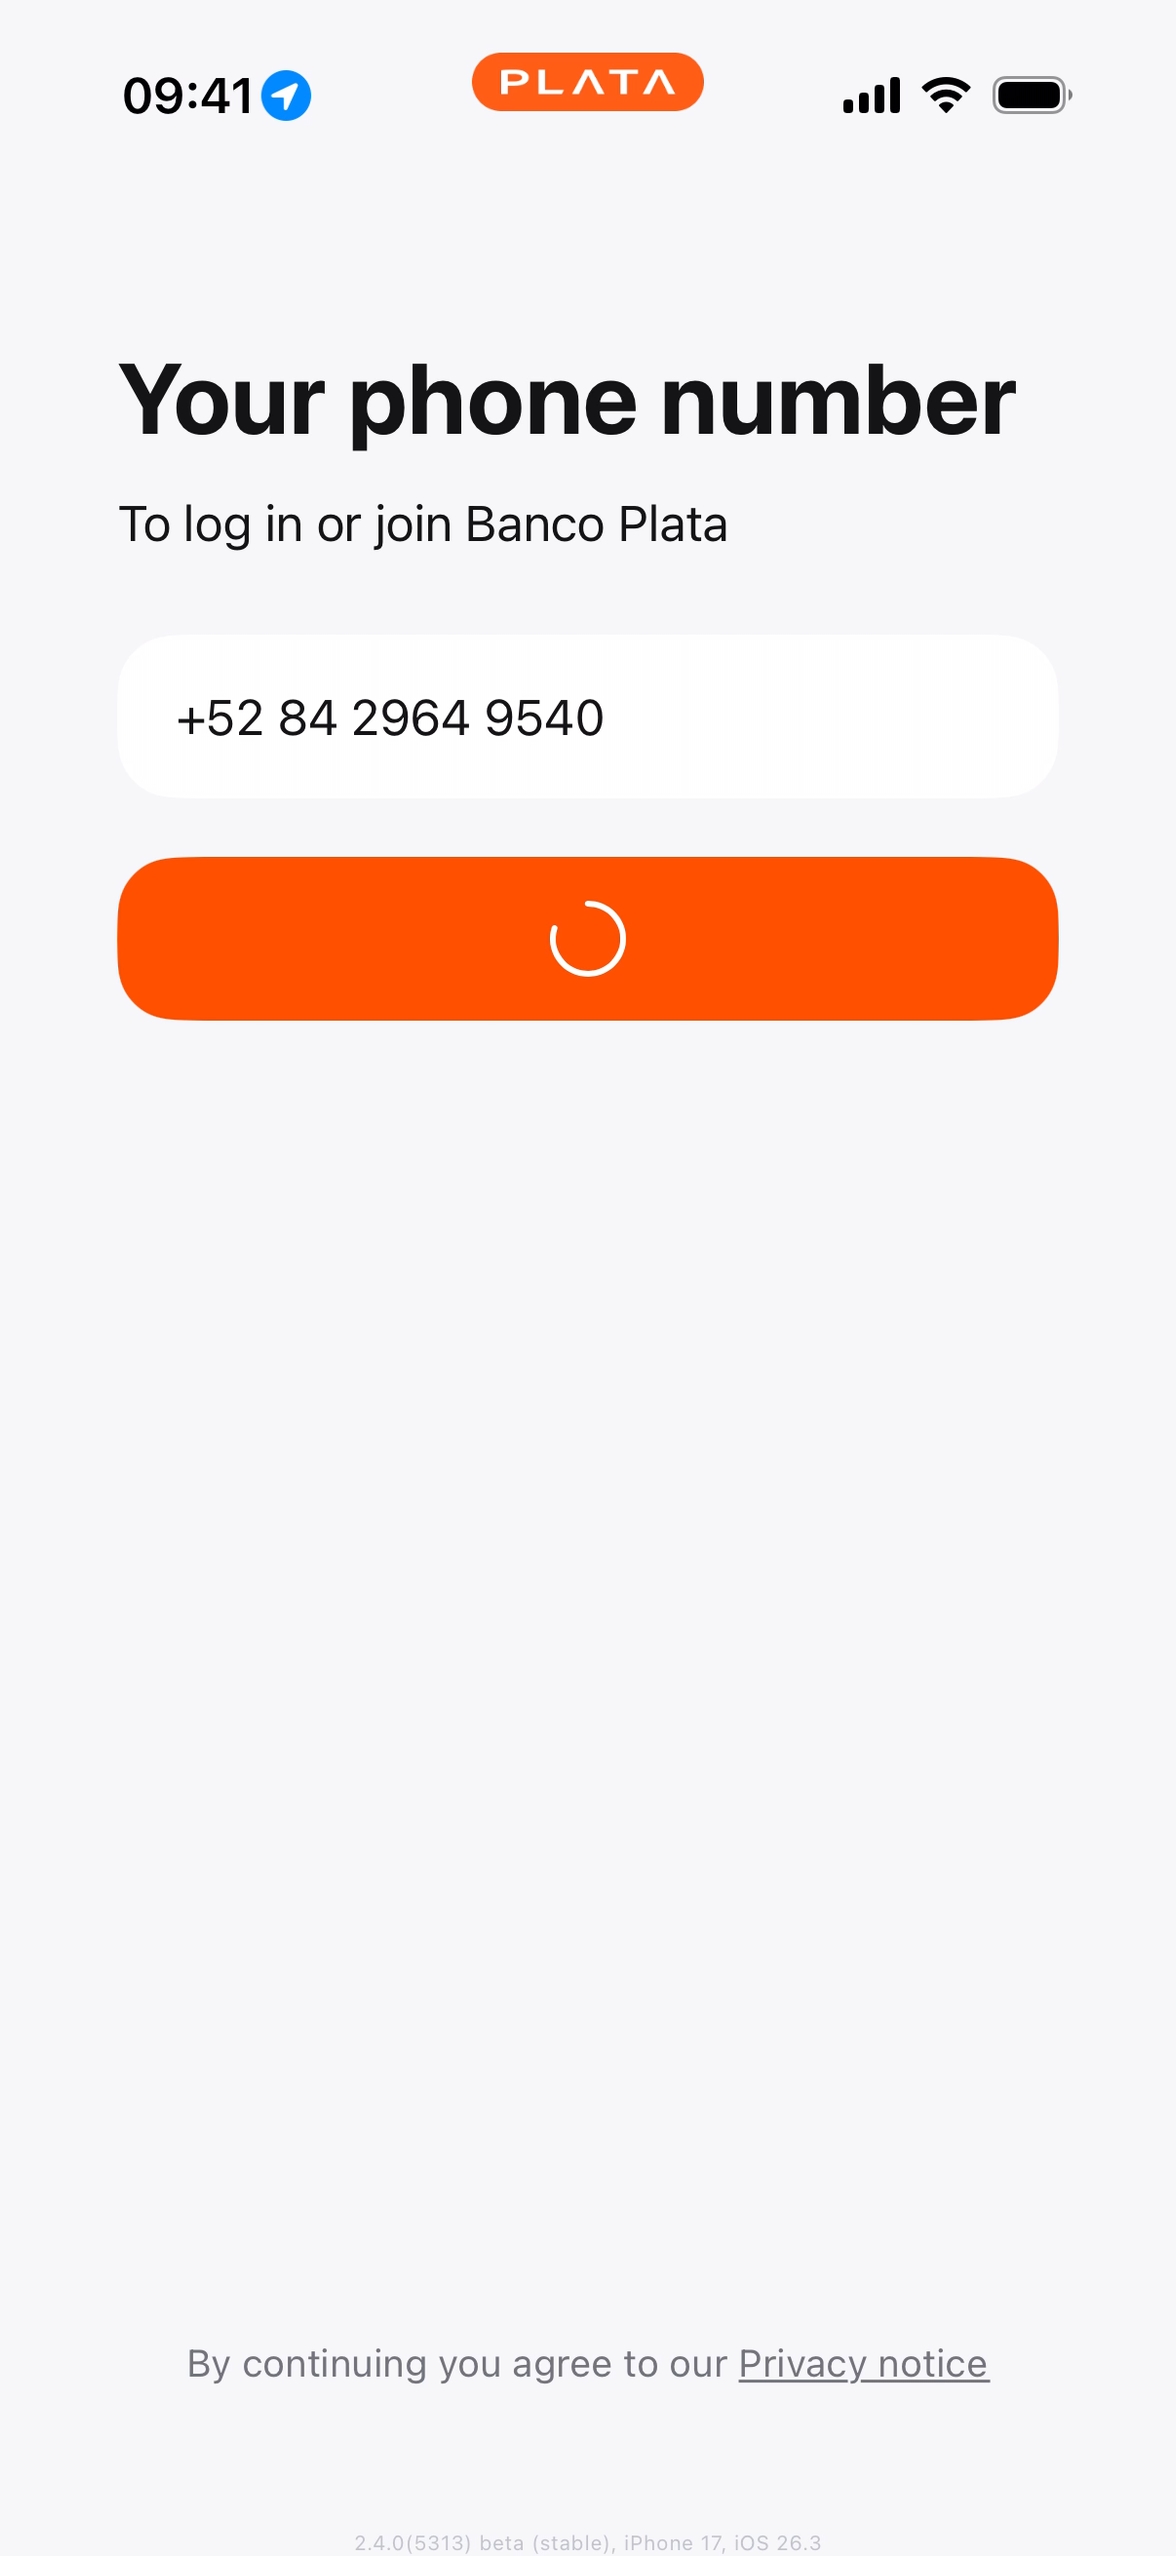 09:41
PLATA
Your phone number
To log in or join Banco Plata
+52 84 2964 9540
By continuing you agree to our Privacy notice
2.4.0(5313) beta (stable), iPhone 17, iOS 26.3